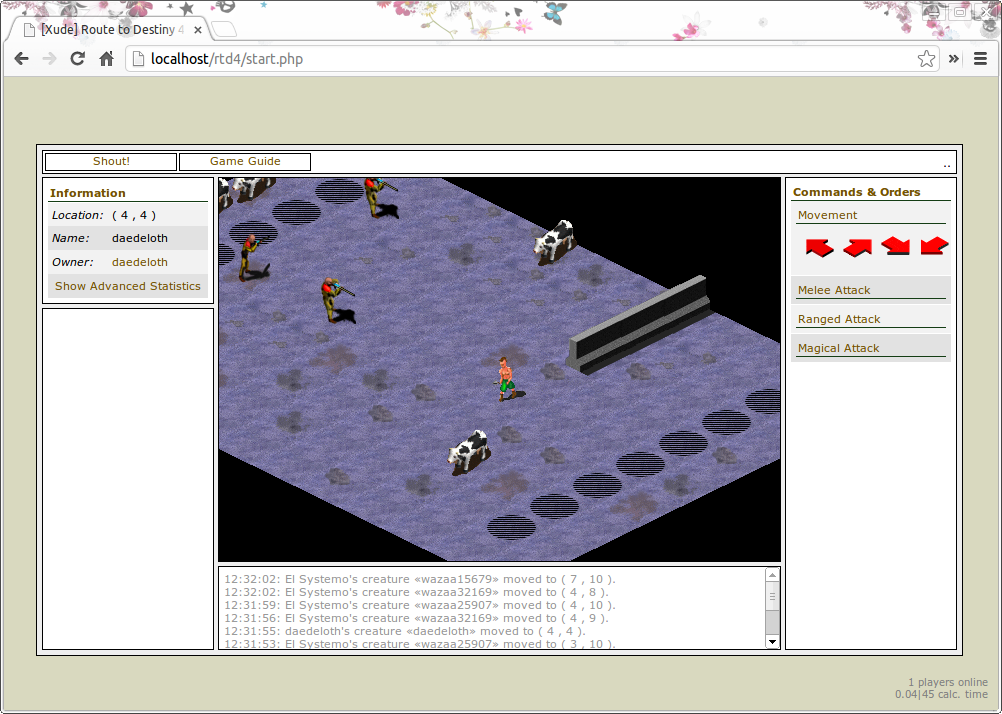 [Xude] Route to Destiny 4
localhost/rtd4/start.php
Shout!
Game Guide
..
Information
Location: ( 4 , 4 )
Name: daedeloth
Owner: daedeloth
Show Advanced Statistics
Commands & Orders
Movement
Melee Attack
Ranged Attack
Magical Attack
12:32:02: El Systemo's creature «wazaa15679» moved to ( 7 , 10 ).
12:32:02: El Systemo's creature «wazaa32169» moved to ( 4 , 8 ).
12:31:59: El Systemo's creature «wazaa25907» moved to ( 4 , 10 ).
12:31:56: El Systemo's creature «wazaa32169» moved to ( 4 , 9 ).
12:31:55: daedeloth's creature «daedeloth» moved to ( 4 , 4 ).
12:31:53: El Systemo's creature «wazaa25907» moved to ( 3 , 10 ).
1 players online
0.04|45 calc. time